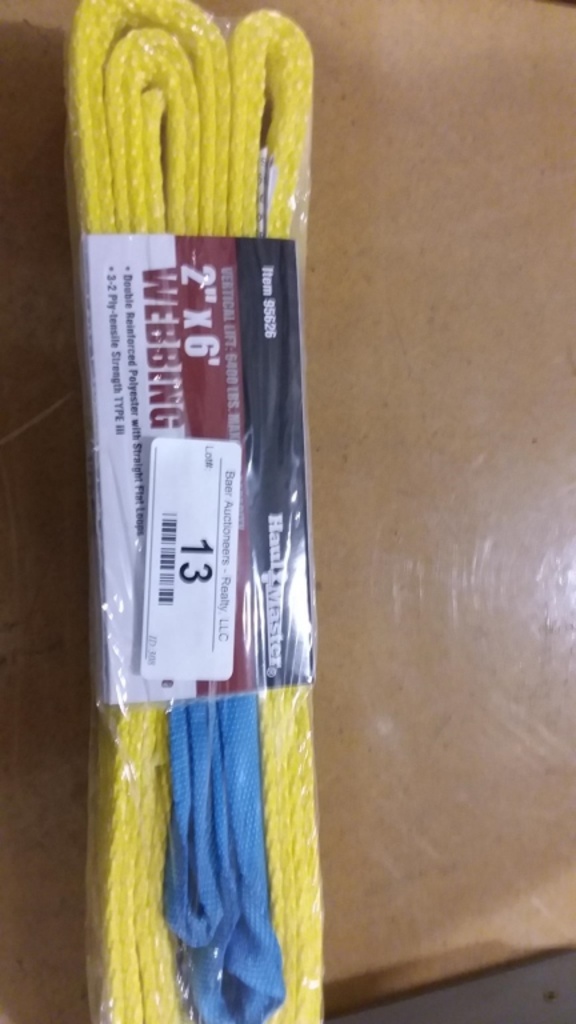 Item 95626
HaulMaster®
VERTICAL LIFT: 6400 LBS.
2" X 6'
WEBBING
• Double Reinforced Polyester with Straight Flat Loops
• 3-2 Ply-tensile Strength TYPE III
Baer Auctioneers - Realty, LLC
Lot#:
13